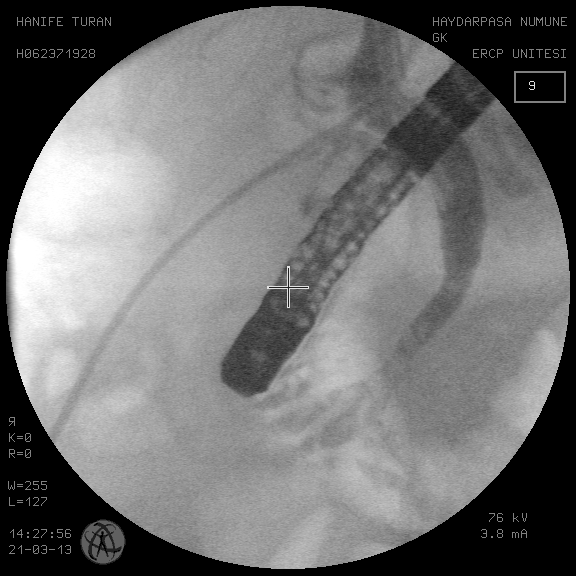 HANIFE TURAN
H062371928
HAYDARPASA NUMUNE
GK
ERCP UNITESI
9
Я
K=0
R=0
W=255
L=127
14:27:56
21-03-13
76 kV
3.8 mA